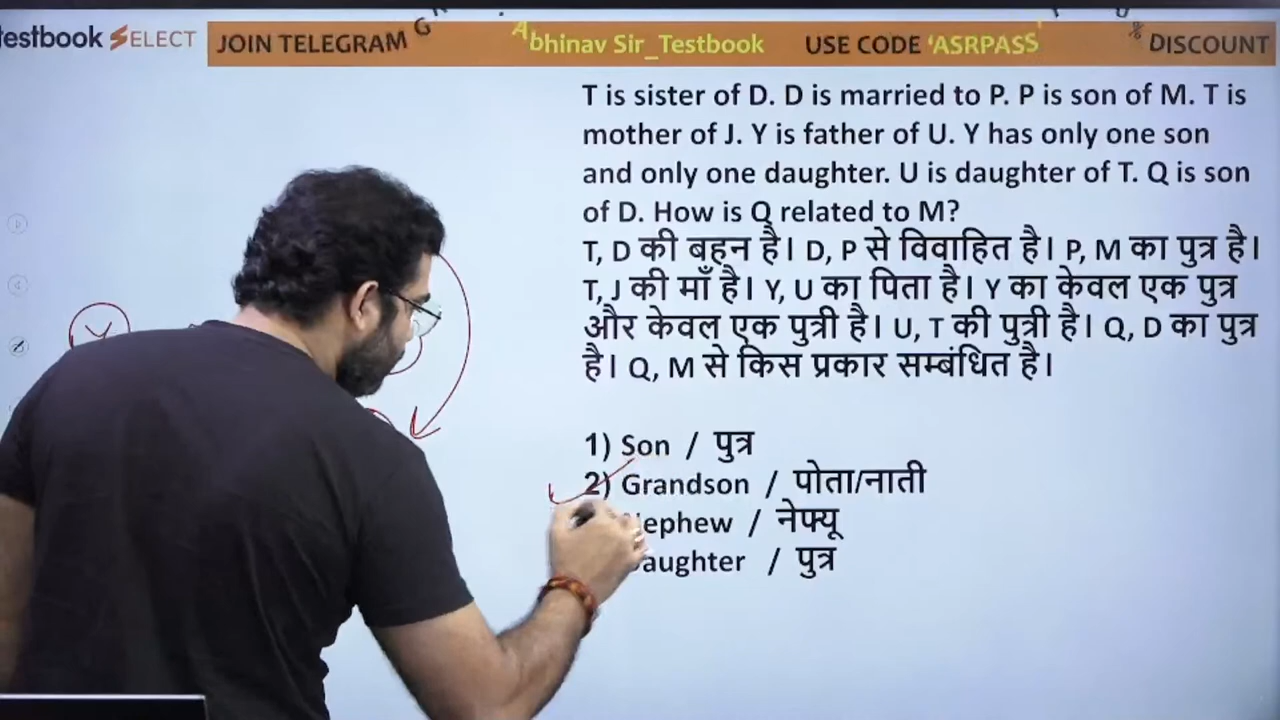 testbook SELECT
JOIN TELEGRAM
Abhinav Sir_Testbook
USE CODE 'ASRPASS'
DISCOUNT
T is sister of D. D is married to P. P is son of M. T is
mother of J. Y is father of U. Y has only one son
and only one daughter. U is daughter of T. Q is son
of D. How is Q related to M?
T, D की बहन है। D, P से विवाहित है। P, M का पुत्र है।
T, J की माँ है। Y, U का पिता है। Y का केवल एक पुत्र
और केवल एक पुत्री है। U, T की पुत्री है। Q, D का पुत्र
है। Q, M से किस प्रकार सम्बंधित है।
1) Son / पुत्र
2) Grandson / पोता/नाती
Nephew / नेफ्यू
Daughter / पुत्र
Y